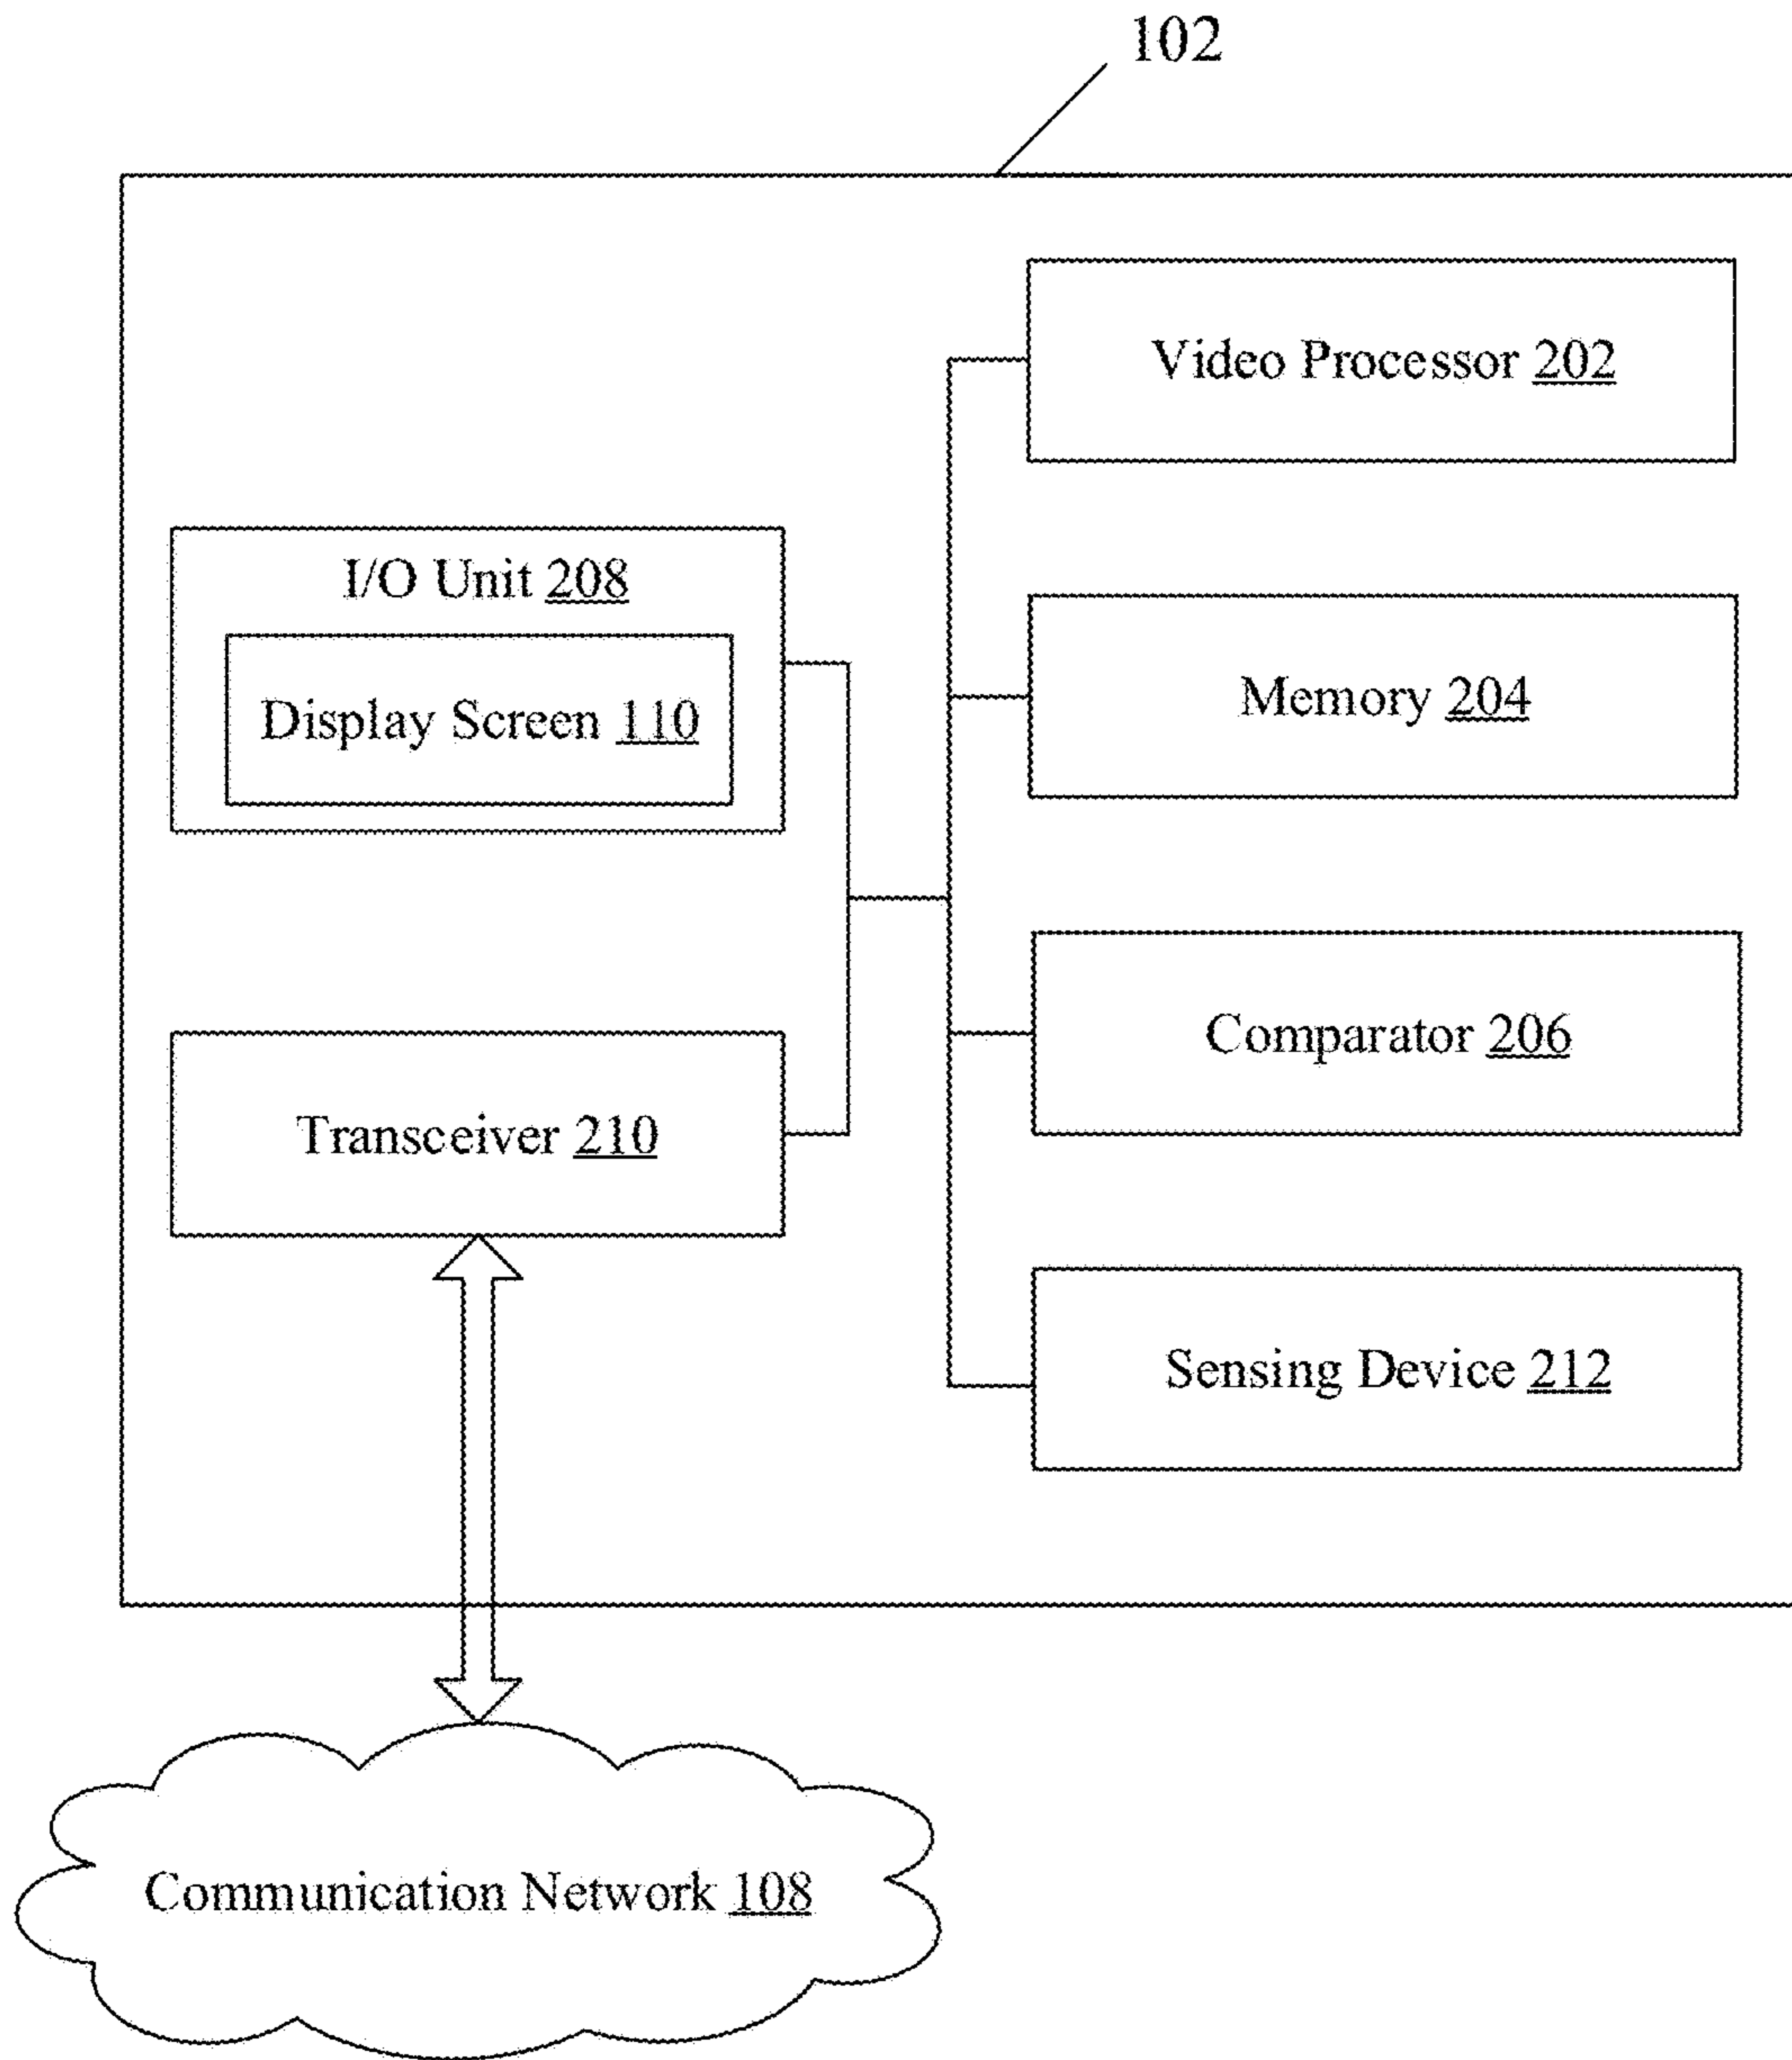 102
Video Processor 202
I/O Unit 208
Display Screen 110
Memory 204
Comparator 206
Transceiver 210
Sensing Device 212
Communication Network 108